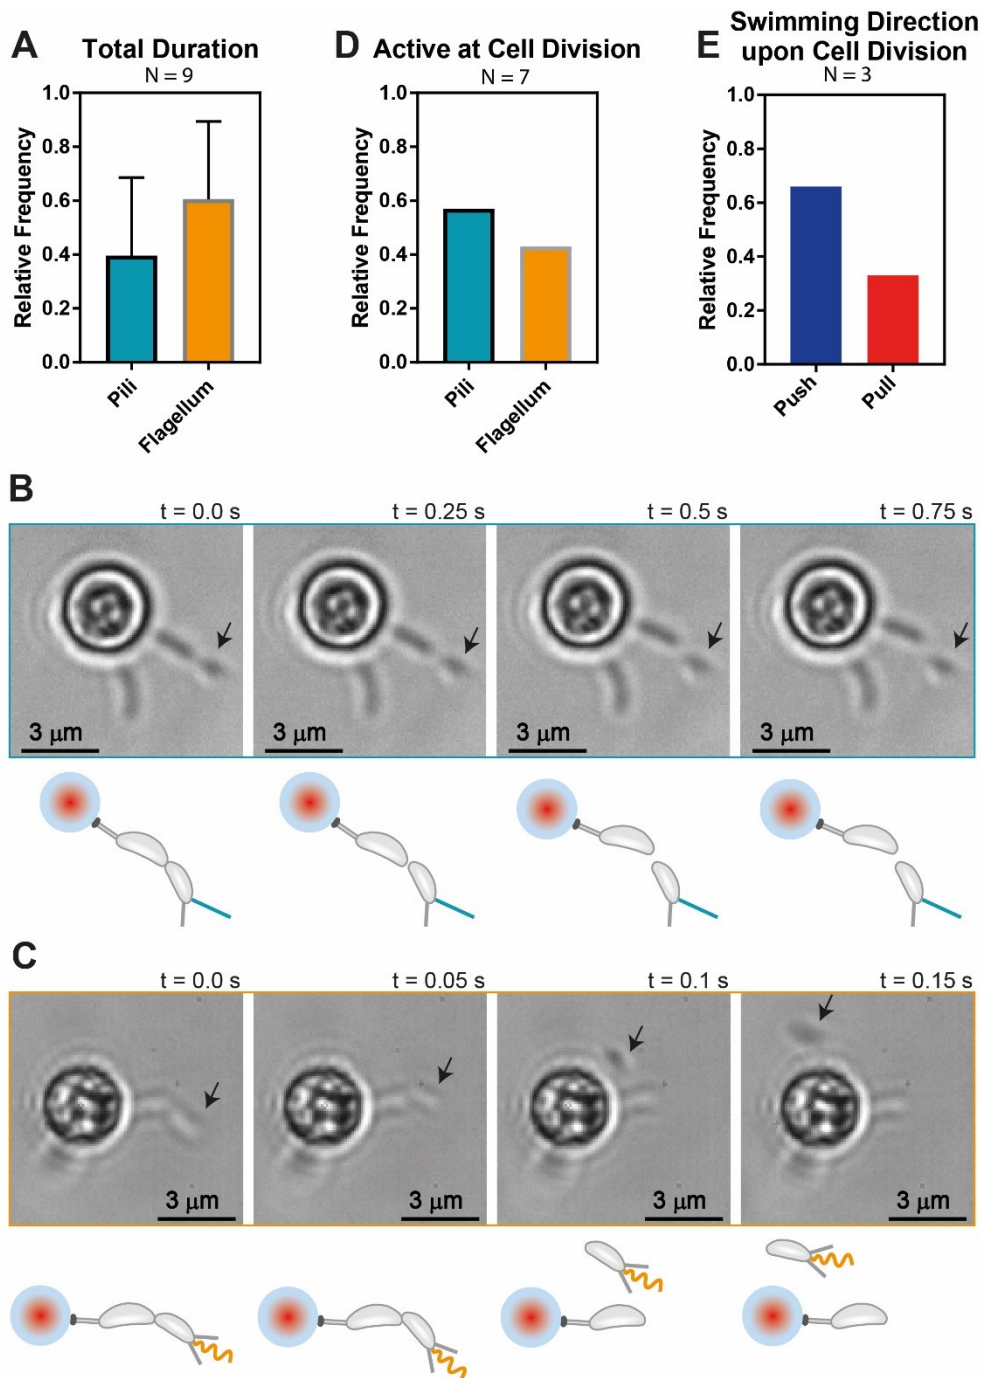 A
Total Duration
N = 9
Relative Frequency
1.0
0.8
0.6
0.4
0.2
0.0
Pili
Flagellum
D
Active at Cell Division
N = 7
Relative Frequency
1.0
0.8
0.6
0.4
0.2
0.0
Pili
Flagellum
E
Swimming Direction
upon Cell Division
N = 3
Relative Frequency
1.0
0.8
0.6
0.4
0.2
0.0
Push
Pull
B
t = 0.0 s
t = 0.25 s
t = 0.5 s
t = 0.75 s
3 μm
3 μm
3 μm
3 μm
C
t = 0.0 s
t = 0.05 s
t = 0.1 s
t = 0.15 s
3 μm
3 μm
3 μm
3 μm